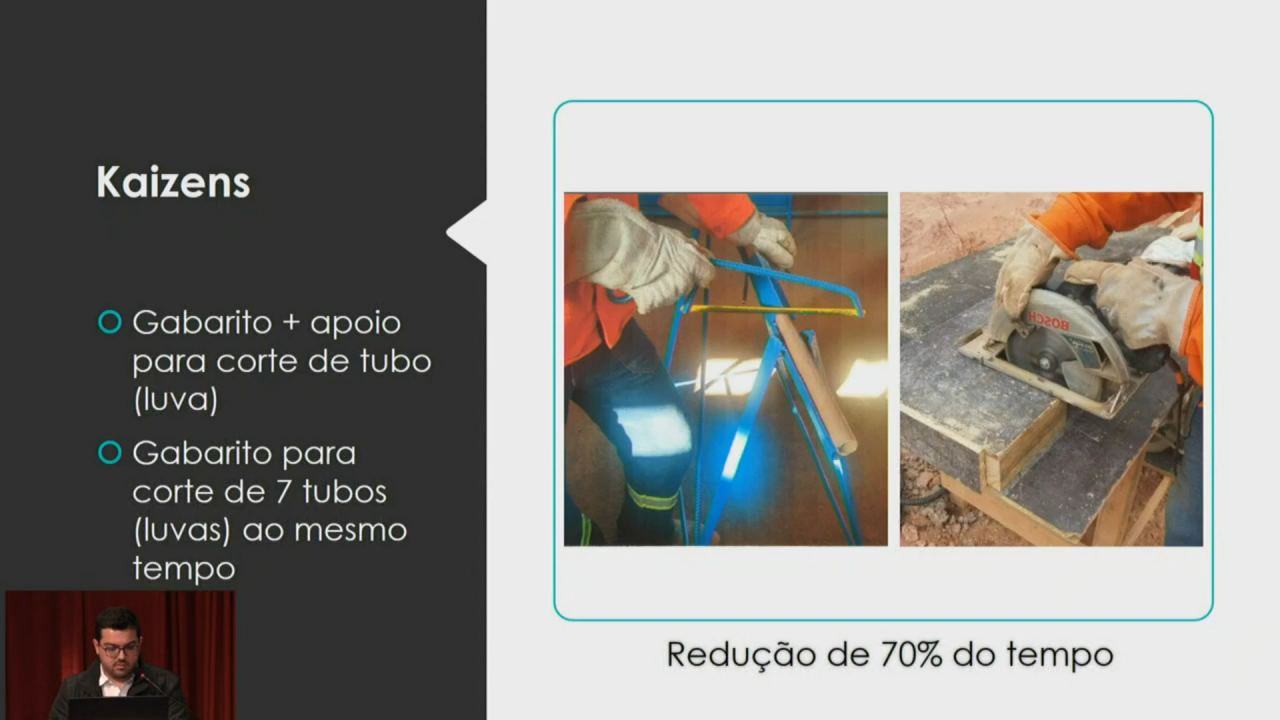 Kaizens
Gabarito + apoio
para corte de tubo
(luva)
Gabarito para
corte de 7 tubos
(luvas) ao mesmo
tempo
BOSCH
Redução de 70% do tempo